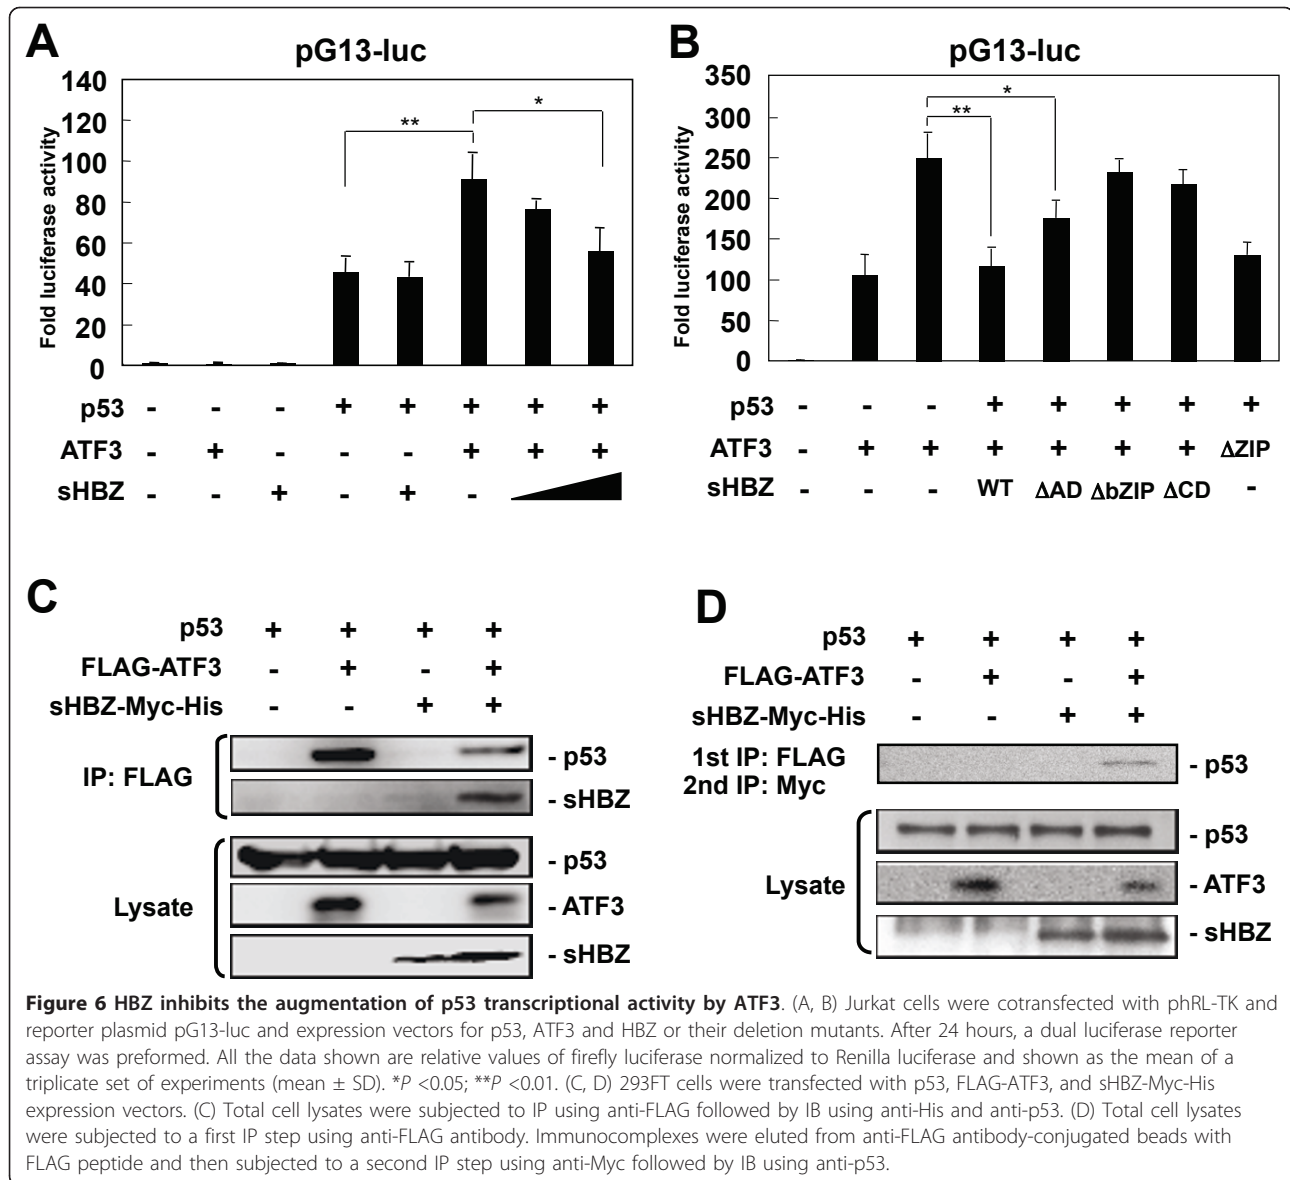 A
pG13-luc
Fold luciferase activity
140
120
100
80
60
40
20
0
**
*
p53 - - - + + + + +
ATF3 - + - - - + + +
sHBZ - - + - + -
B
pG13-luc
Fold luciferase activity
350
300
250
200
150
100
50
0
*
**
p53 - - - + + + + +
ATF3 - + + + + + + ΔZIP
sHBZ - - - WT ΔAD ΔbZIP ΔCD -
C
p53 + + + +
FLAG-ATF3 - + - +
sHBZ-Myc-His - - + +
IP: FLAG
- p53
- sHBZ
Lysate
- p53
- ATF3
- sHBZ
D
p53 + + + +
FLAG-ATF3 - + - +
sHBZ-Myc-His - - + +
1st IP: FLAG
2nd IP: Myc
- p53
Lysate
- p53
- ATF3
- sHBZ
Figure 6 HBZ inhibits the augmentation of p53 transcriptional activity by ATF3. (A, B) Jurkat cells were cotransfected with phRL-TK and
reporter plasmid pG13-luc and expression vectors for p53, ATF3 and HBZ or their deletion mutants. After 24 hours, a dual luciferase reporter
assay was preformed. All the data shown are relative values of firefly luciferase normalized to Renilla luciferase and shown as the mean of a
triplicate set of experiments (mean ± SD). *P <0.05; **P <0.01. (C, D) 293FT cells were transfected with p53, FLAG-ATF3, and sHBZ-Myc-His
expression vectors. (C) Total cell lysates were subjected to IP using anti-FLAG followed by IB using anti-His and anti-p53. (D) Total cell lysates
were subjected to a first IP step using anti-FLAG antibody. Immunocomplexes were eluted from anti-FLAG antibody-conjugated beads with
FLAG peptide and then subjected to a second IP step using anti-Myc followed by IB using anti-p53.